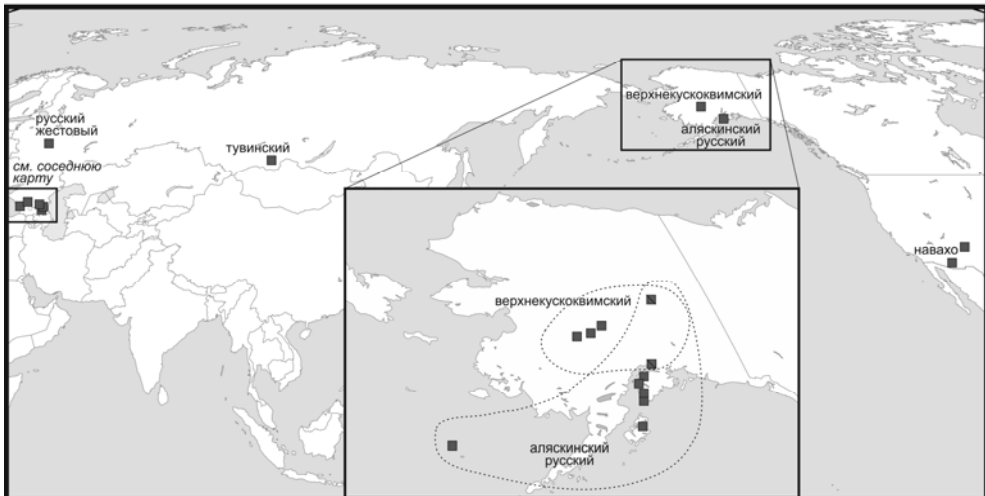 верхнекускоквимский
русский
жестовый
аляскинский
русский
тувинский
см. соседнюю
карту
навахо
верхнекускоквимский
аляскинский
русский